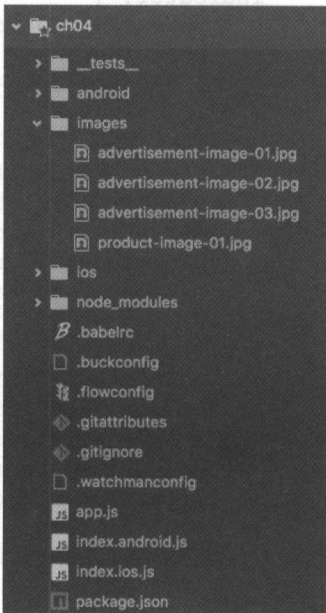 ch04
__tests__
android
images
advertisement-image-01.jpg
advertisement-image-02.jpg
advertisement-image-03.jpg
product-image-01.jpg
ios
node_modules
.babelrc
.buckconfig
.flowconfig
.gitattributes
.gitignore
.watchmanconfig
app.js
index.android.js
index.ios.js
package.json